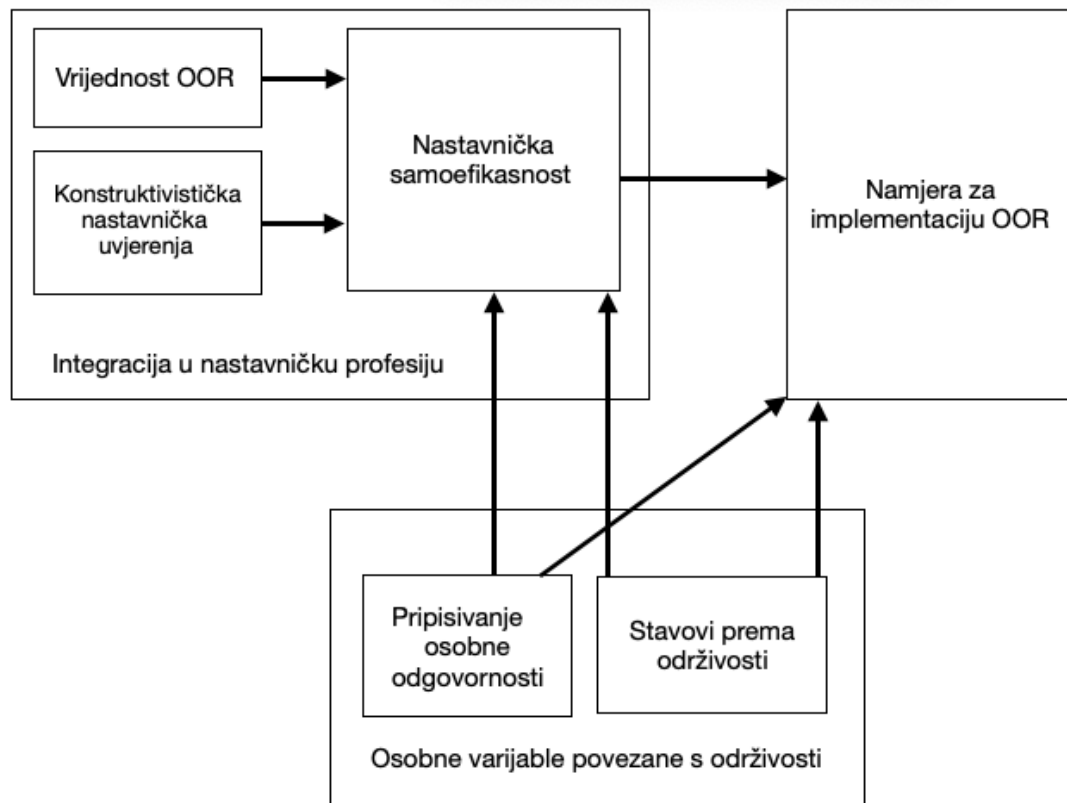 Vrijednost OOR
Konstruktivistička
nastavnička
uvjerenja
Nastavnička
samoefikasnost
Namjera za
implementaciju OOR
Integracija u nastavničku profesiju
Pripisivanje
osobne
odgovornosti
Stavovi prema
održivosti
Osobne varijable povezane s održivosti